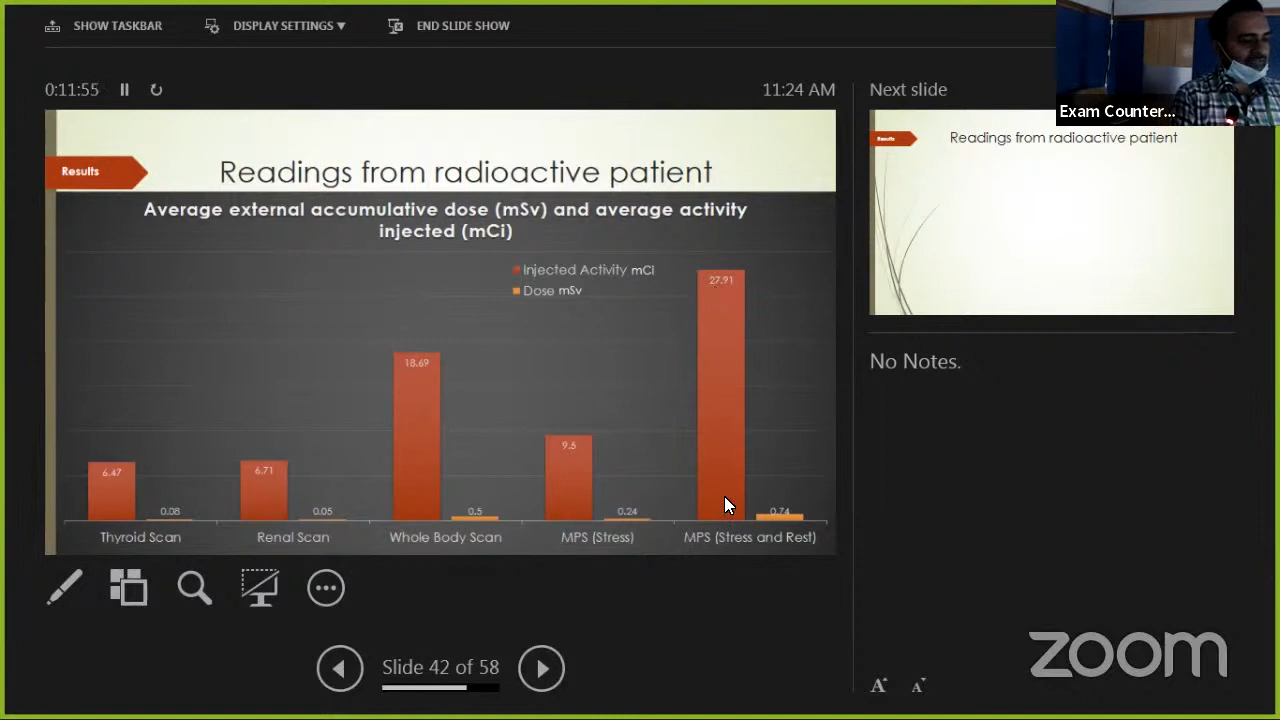 SHOW TASKBAR
DISPLAY SETTINGS ▼
END SLIDE SHOW
0:11:55
11:24 AM
Next slide
Exam Counter...
Results
Readings from radioactive patient
Average external accumulative dose (mSv) and average activity
injected (mCi)
Injected Activity mCi
Dose mSv
6.47
0.08
6.71
0.05
18.69
0.5
9.5
0.24
27.91
0.74
Thyroid Scan
Renal Scan
Whole Body Scan
MPS (Stress)
MPS (Stress and Rest)
Results
Readings from radioactive patient
No Notes.
Slide 42 of 58
A A
zoom